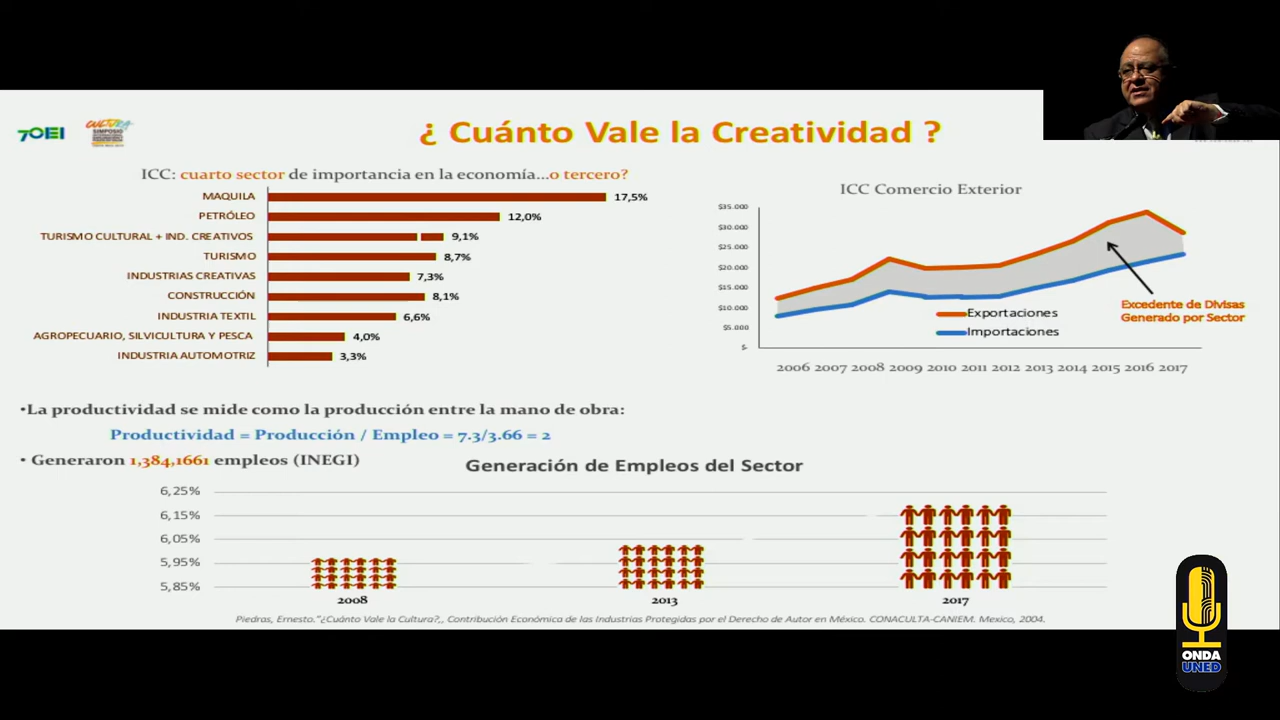 7OEI
CULTURA
SIMPOSIO
¿ Cuánto Vale la Creatividad ?
ICC: cuarto sector de importancia en la economía...o tercero?
MAQUILA 17,5%
PETRÓLEO 12,0%
TURISMO CULTURAL + IND. CREATIVOS 9,1%
TURISMO 8,7%
INDUSTRIAS CREATIVAS 7,3%
CONSTRUCCIÓN 8,1%
INDUSTRIA TEXTIL 6,6%
AGROPECUARIO, SILVICULTURA Y PESCA 4,0%
INDUSTRIA AUTOMOTRIZ 3,3%
ICC Comercio Exterior
$35.000
$30.000
$25.000
$20.000
$15.000
$10.000
$5.000
$-
Excedente de Divisas
Generado por Sector
Exportaciones
Importaciones
2006 2007 2008 2009 2010 2011 2012 2013 2014 2015 2016 2017
•La productividad se mide como la producción entre la mano de obra:
Productividad = Producción / Empleo = 7.3/3.66 = 2
• Generaron 1,384,1661 empleos (INEGI)
Generación de Empleos del Sector
6,25%
6,15%
6,05%
5,95%
5,85%
2008 2013 2017
Piedras, Ernesto."¿Cuánto Vale la Cultura?,, Contribución Económica de las Industrias Protegidas por el Derecho de Autor en México. CONACULTA-CANIEM. Mexico, 2004.
ONDA
UNED